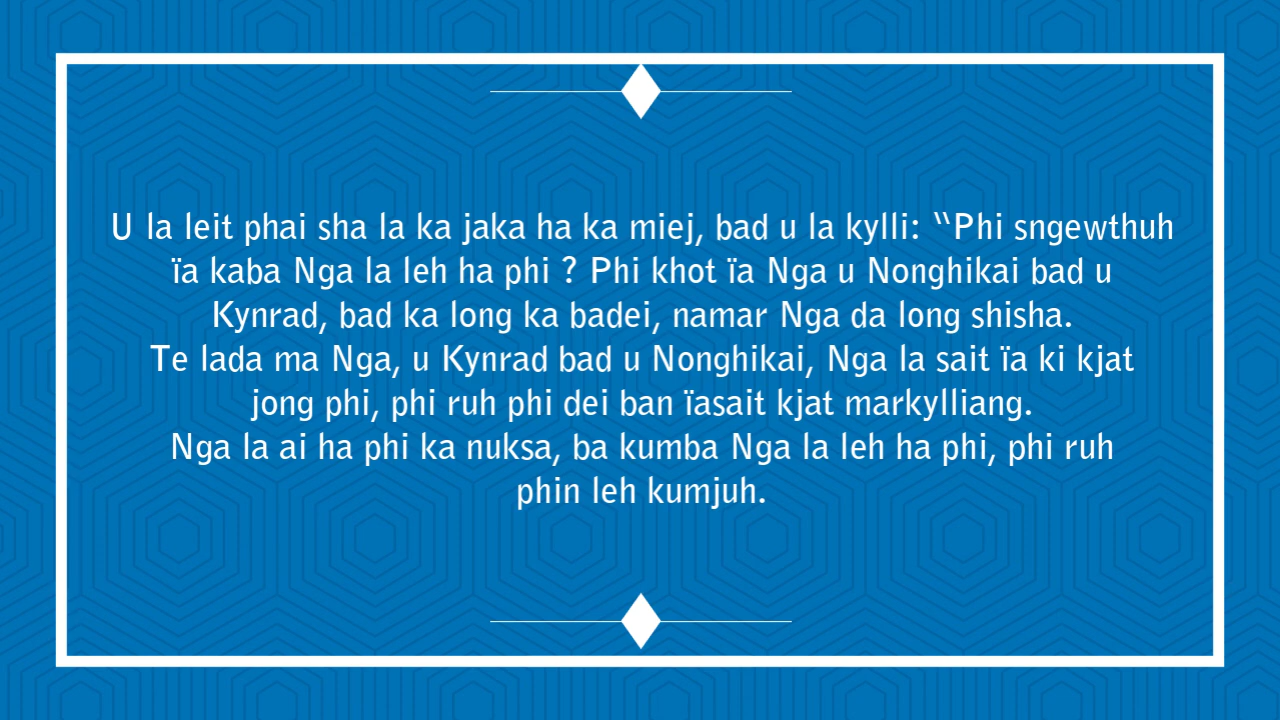 U la leit phai sha la ka jaka ha ka miej, bad u la kylli: “Phi sngewthuh
ïa kaba Nga la leh ha phi ? Phi khot ïa Nga u Nonghikai bad u
Kynrad, bad ka long ka badei, namar Nga da long shisha.
Te lada ma Nga, u Kynrad bad u Nonghikai, Nga la sait ïa ki kjat
jong phi, phi ruh phi dei ban ïasait kjat markylliang.
Nga la ai ha phi ka nuksa, ba kumba Nga la leh ha phi, phi ruh
phin leh kumjuh.